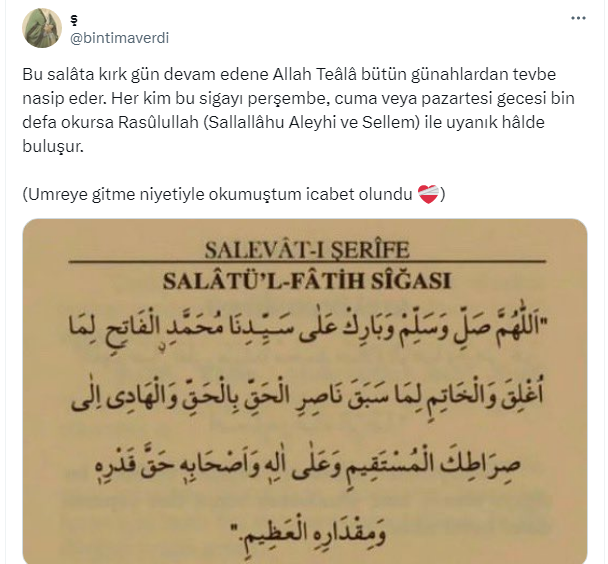 ş
@bintimaverdi
Bu salâta kırk gün devam edene Allah Teâlâ bütün günahlardan tevbe
nasip eder. Her kim bu sigayı perşembe, cuma veya pazartesi gecesi bin
defa okursa Rasûlullah (Sallallâhu Aleyhi ve Sellem) ile uyanık hâlde
buluşur.
(Umreye gitme niyetiyle okumuştum icabet olundu ❤️‍🩹)
SALEVÂT-I ŞERÎFE
SALÂTÜ'L-FÂTİH SÎĞASI
"اَللّٰهُمَّ صَلِّ وَسَلِّمْ وَبَارِكْ عَلٰى سَيِّدِنَا مُحَمَّدٍ ࣙالْفَاتِحِ لِمَا
اُغْلِقَ وَالْخَاتِمِ لِمَا سَبَقَ نَاصِرِ الْحَقِّ بِالْحَقِّ وَالْهَادِى اِلٰى
صِرَاطِكَ الْمُسْتَقِيمِ وَعَلٰى اٰلِهٖ وَاَصْحَابِهٖ حَقَّ قَدْرِهٖ
وَمِقْدَارِهِ الْعَظِيمِ."